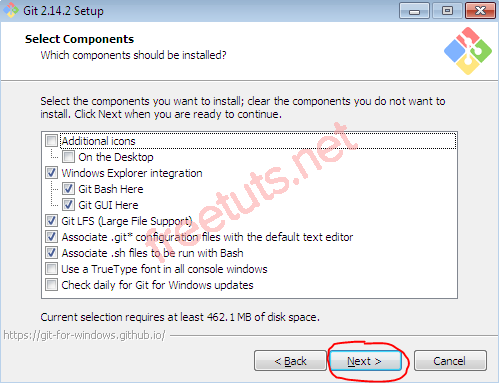 Git 2.14.2 Setup
Select Components
Which components should be installed?
Select the components you want to install; clear the components you do not want to
install. Click Next when you are ready to continue.
Additional icons
On the Desktop
Windows Explorer integration
Git Bash Here
Git GUI Here
Git LFS (Large File Support)
Associate .git* configuration files with the default text editor
Associate .sh files to be run with Bash
Use a TrueType font in all console windows
Check daily for Git for Windows updates
freetuts.net
Current selection requires at least 462.1 MB of disk space.
https://git-for-windows.github.io/
< Back
Next >
Cancel